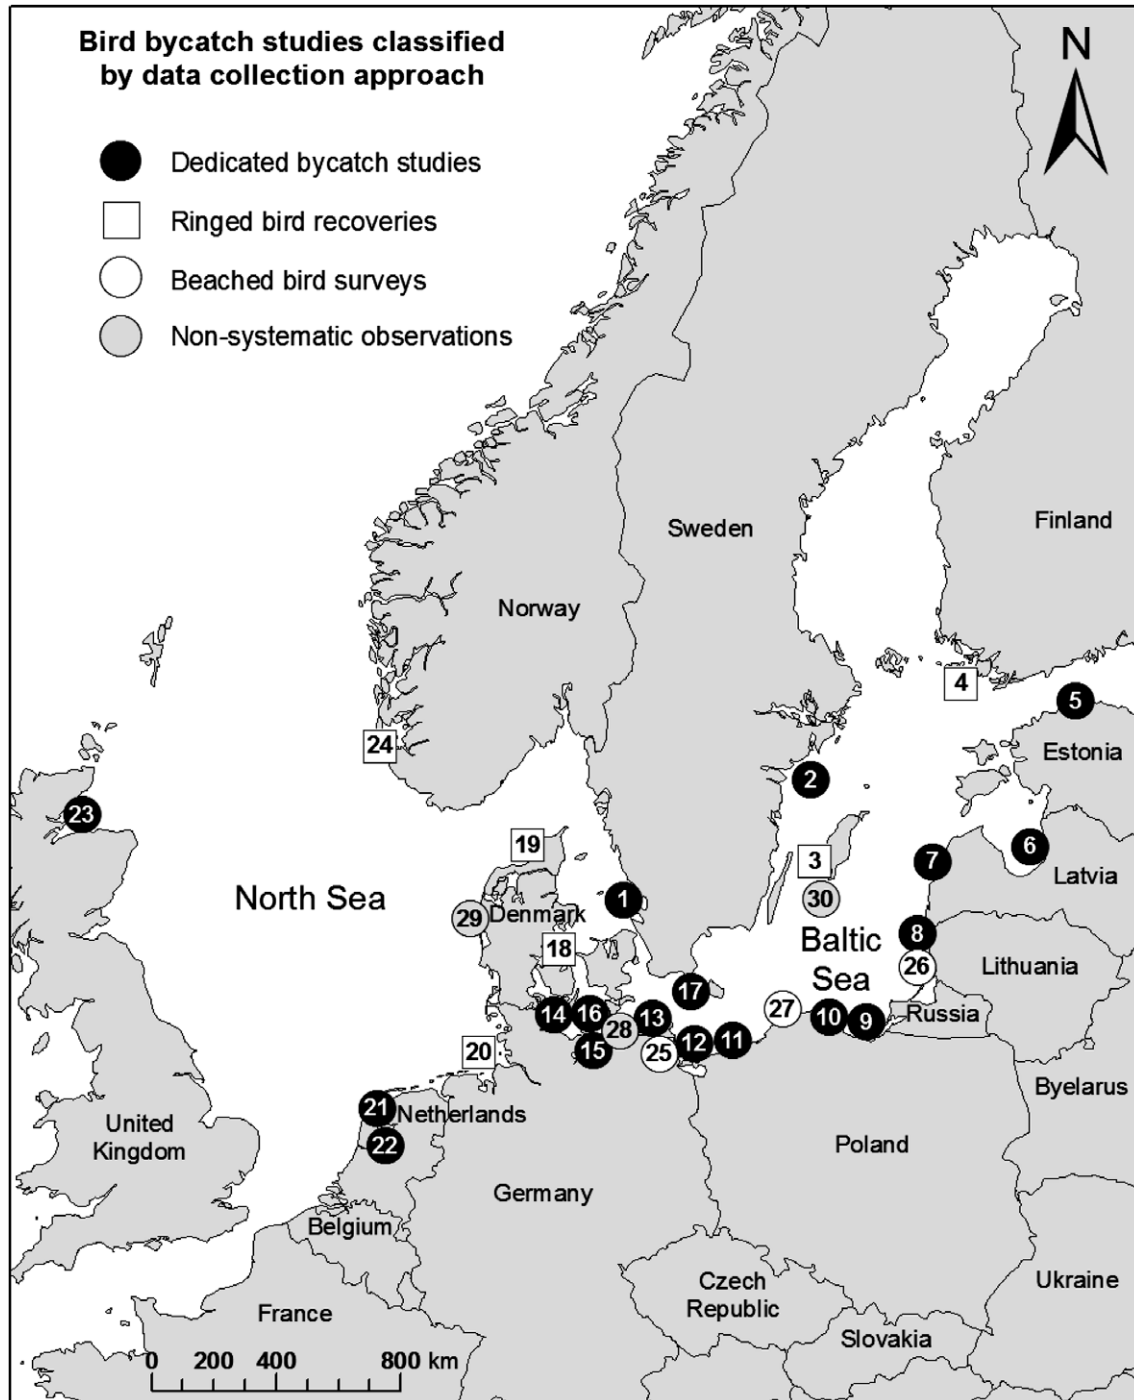 Bird bycatch studies classified
by data collection approach
N
Dedicated bycatch studies
Ringed bird recoveries
Beached bird surveys
Non-systematic observations
Sweden
Finland
Norway
4
5
24
Estonia
2
23
19
3
7
6
Latvia
North Sea
1
30
29
Denmark
18
Baltic
Sea
8
26
Lithuania
17
27
14
16
28
13
10
9
Russia
15
25
12
11
20
Byelarus
21
Netherlands
United
Kingdom
22
Poland
Germany
Belgium
Czech
Republic
Ukraine
France
Slovakia
0 200 400 800 km